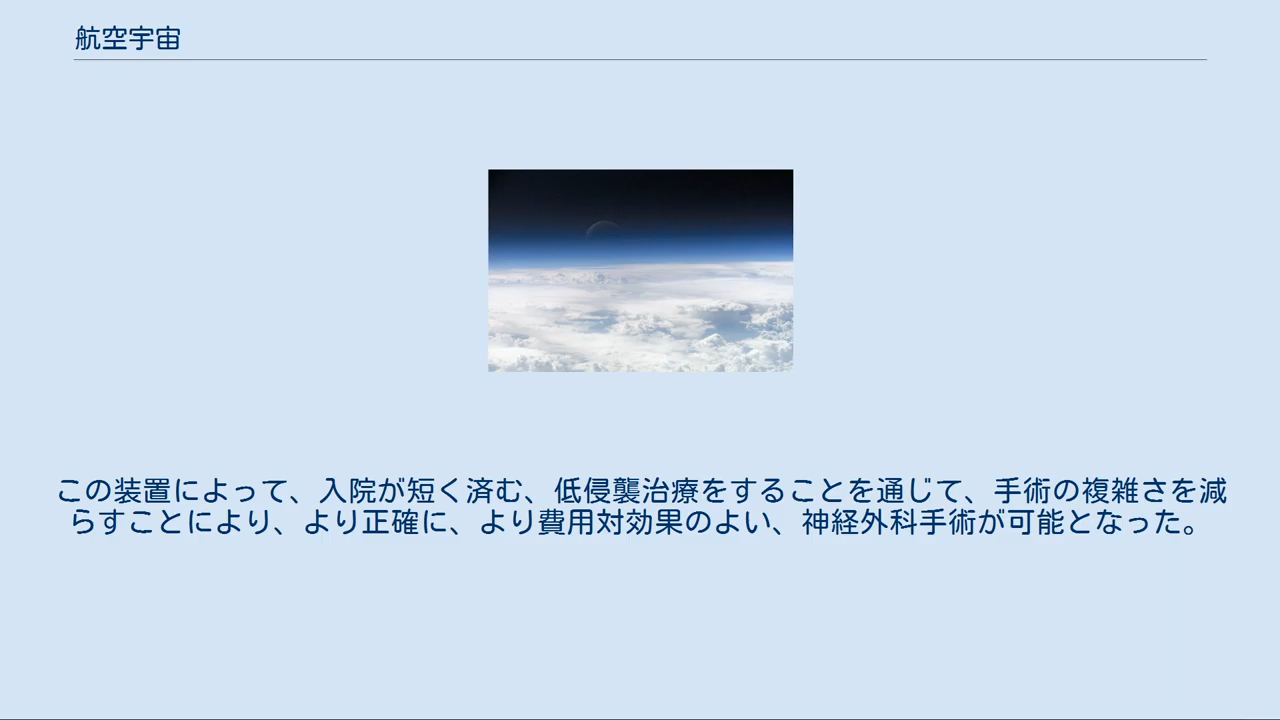 航空宇宙
この装置によって、入院が短く済む、低侵襲治療をすることを通じて、手術の複雑さを減
らすことにより、より正確に、より費用対効果のよい、神経外科手術が可能となった。